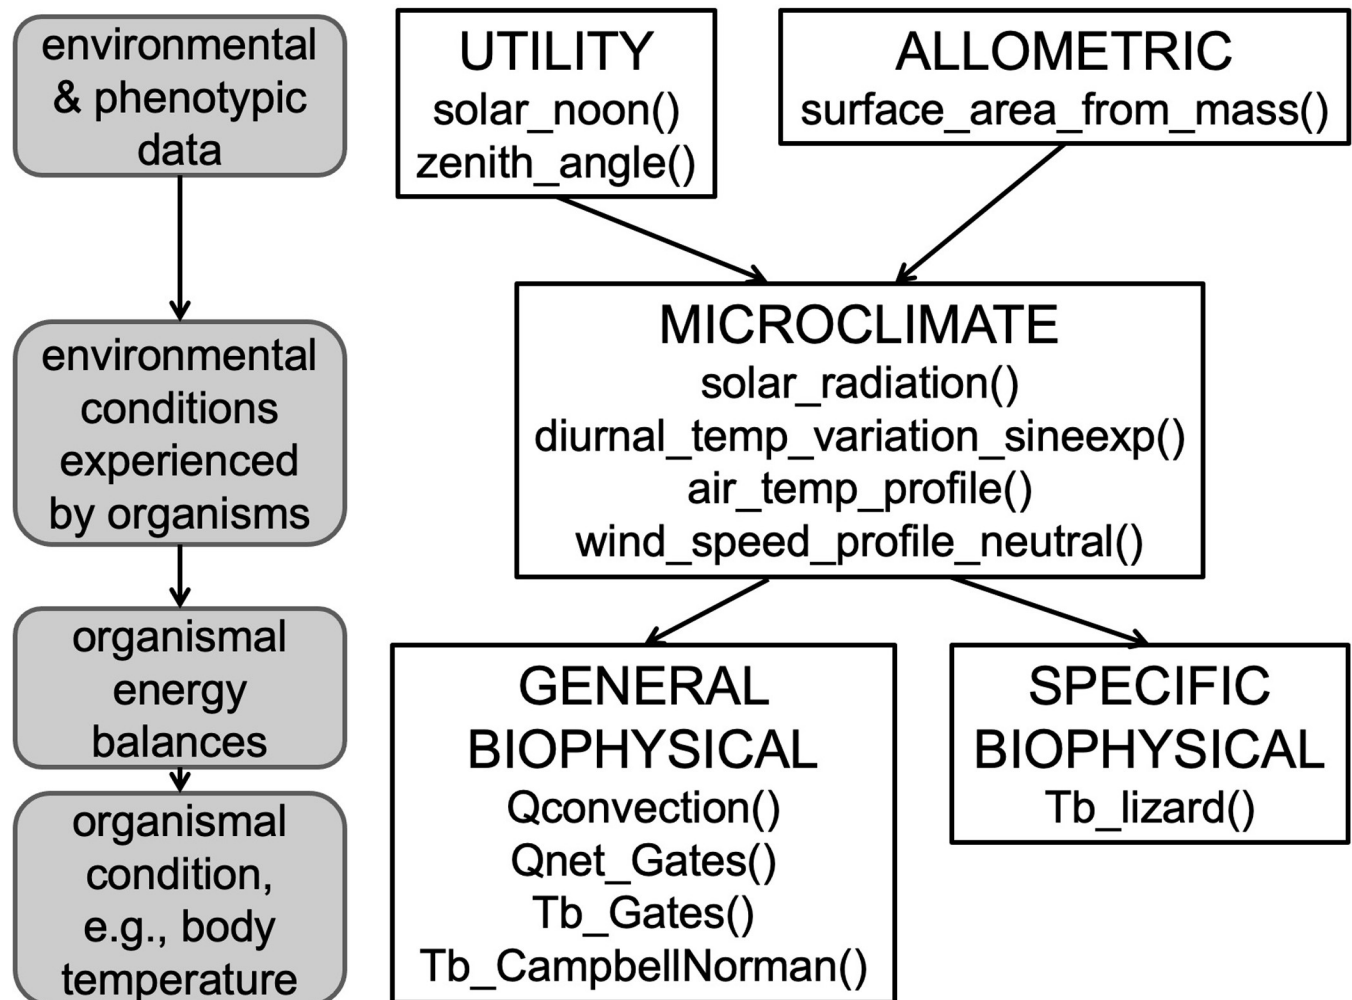 environmental
& phenotypic
data
environmental
conditions
experienced
by organisms
organismal
energy
balances
organismal
condition,
e.g., body
temperature
UTILITY
solar_noon()
zenith_angle()
ALLOMETRIC
surface_area_from_mass()
MICROCLIMATE
solar_radiation()
diurnal_temp_variation_sineexp()
air_temp_profile()
wind_speed_profile_neutral()
GENERAL
BIOPHYSICAL
Qconvection()
Qnet_Gates()
Tb_Gates()
Tb_CampbellNorman()
SPECIFIC
BIOPHYSICAL
Tb_lizard()